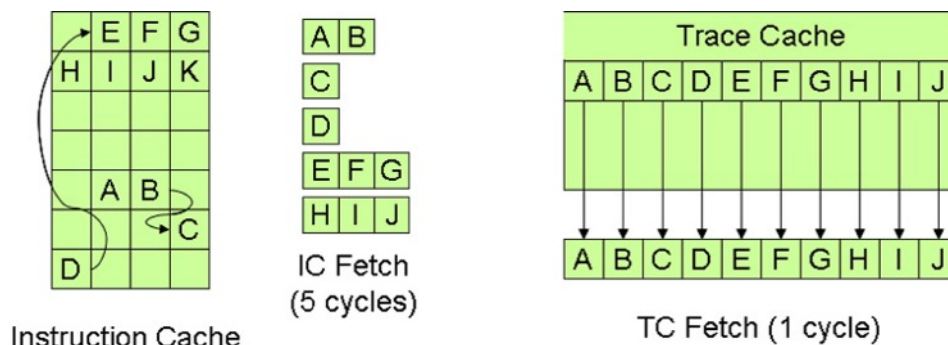 E F G
H I J K
A B
C
D
Instruction Cache
A B
C
D
E F G
H I J
IC Fetch
(5 cycles)
Trace Cache
A B C D E F G H I J
A B C D E F G H I J
TC Fetch (1 cycle)